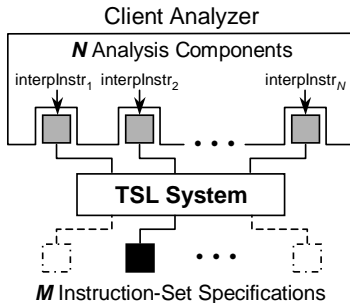 Client Analyzer
N Analysis Components
interpInstr1 interpInstr2 interpInstrN
TSL System
M Instruction-Set Specifications